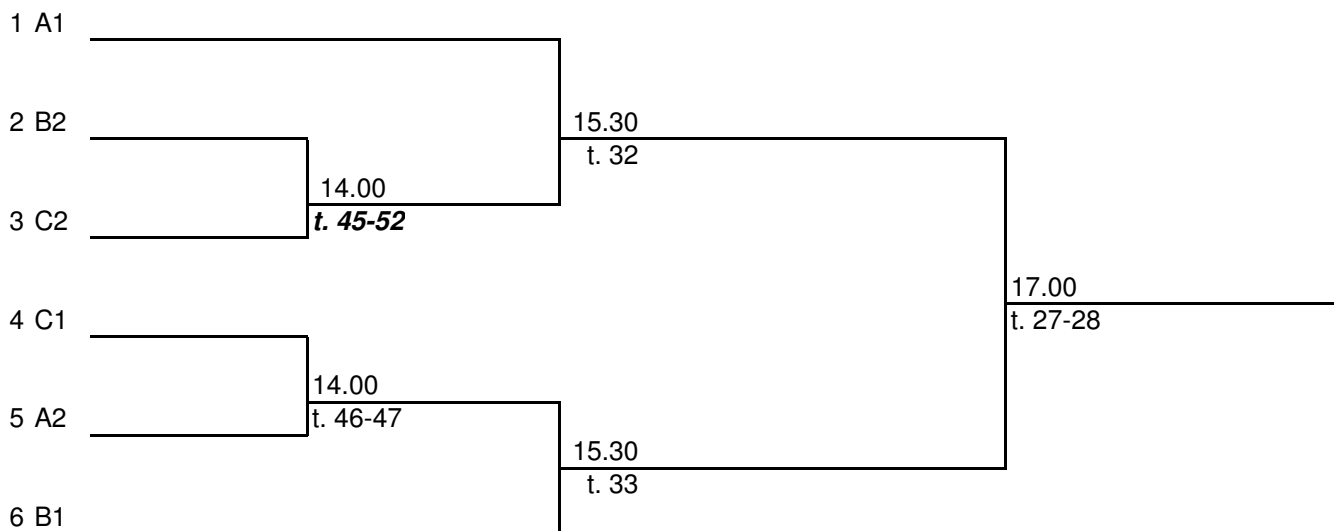 1 A1
2 B2
15.30
t. 32
14.00
3 C2
t. 45-52
17.00
4 C1
t. 27-28
14.00
5 A2
t. 46-47
15.30
t. 33
6 B1